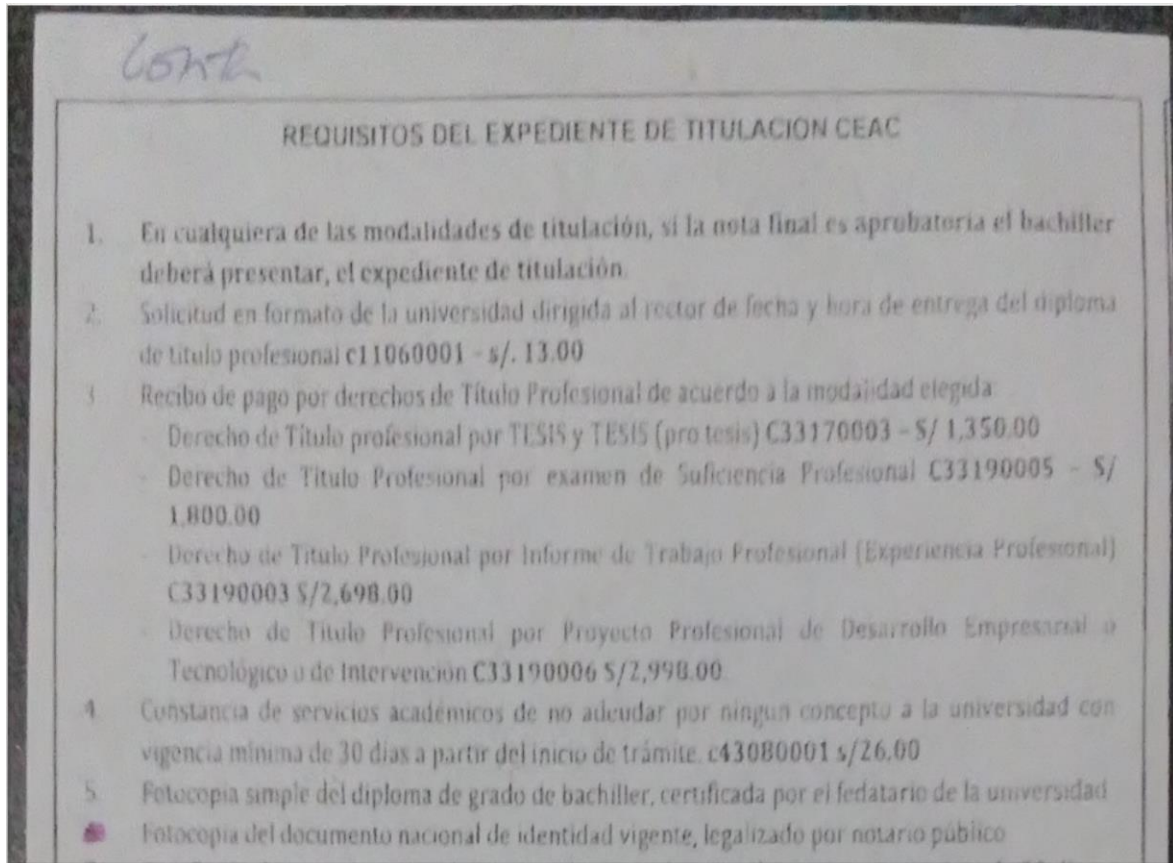 REQUISITOS DEL EXPEDIENTE DE TITULACION CEAC
1. En cualquiera de las modalidades de titulación, si la nota final es aprobatoria el bachiller
deberá presentar, el expediente de titulación.
2. Solicitud en formato de la universidad dirigida al rector de fecha y hora de entrega del diploma
de titulo profesional c11060001 - s/. 13.00
3. Recibo de pago por derechos de Título Profesional de acuerdo a la modalidad elegida:
- Derecho de Título profesional por TESIS y TESIS (pro tesis) C33170003 - S/ 1,350.00
- Derecho de Titulo Profesional por examen de Suficiencia Profesional C33190005 - S/
1,800.00
- Derecho de Titulo Profesional por Informe de Trabajo Profesional (Experiencia Profesional)
C33190003 S/2,698.00
- Derecho de Titulo Profesional por Proyecto Profesional de Desarrollo Empresarial o
Tecnológico o de Intervención C33190006 S/2,998.00
4. Constancia de servicios académicos de no adeudar por ningun concepto a la universidad con
vigencia mínima de 30 dias a partir del inicio de trámite. c43080001 s/26.00
5. Fotocopia simple del diploma de grado de bachiller, certificada por el fedatario de la universidad
Fotocopia del documento nacional de identidad vigente, legalizado por notario público